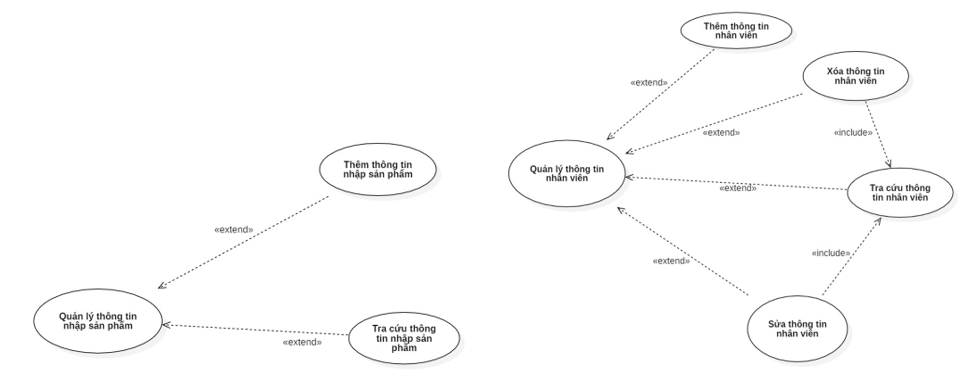 Thêm thông tin
nhân viên
Xóa thông tin
nhân viên
«extend»
«extend»
«include»
Quản lý thông tin
nhân viên
«extend»
Tra cứu thông
tin nhân viên
«extend»
«include»
Sửa thông tin
nhân viên
Thêm thông tin
nhập sản phẩm
«extend»
Quản lý thông tin
nhập sản phẩm
«extend»
Tra cứu thông
tin nhập sản
phẩm